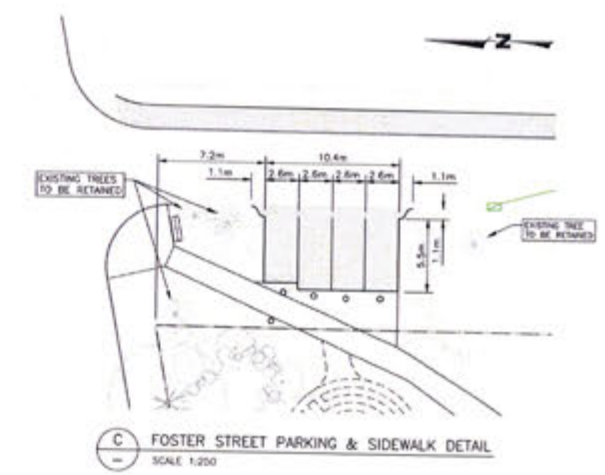 N
7.2m
10.4m
1.1m
2.6m
2.6m
2.6m
2.6m
1.1m
EXISTING TREES
TO BE RETAINED
EXISTING TREE
TO BE RETAINED
5.5m
1.1m
C
FOSTER STREET PARKING & SIDEWALK DETAIL
SCALE 1:250